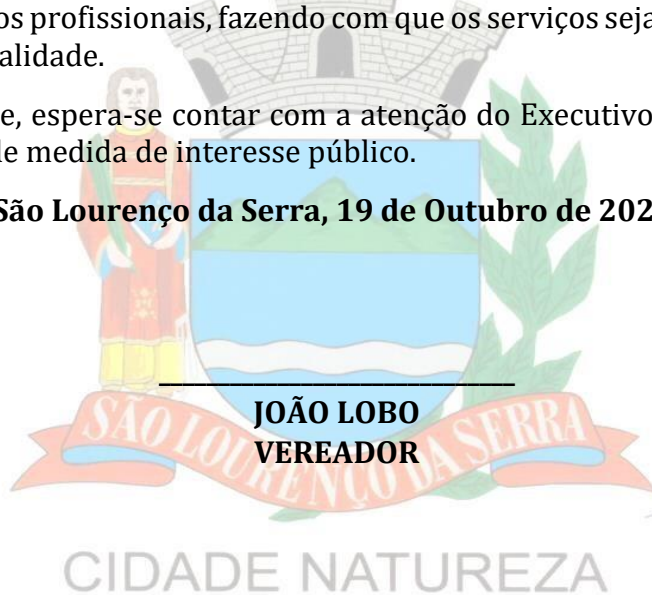 os profissionais, fazendo com que os serviços seja
alidade.
e, espera-se contar com a atenção do Executivo
de medida de interesse público.
São Lourenço da Serra, 19 de Outubro de 202
JOÃO LOBO
VEREADOR
SÃO LOURENÇO DA SERRA
CIDADE NATUREZA